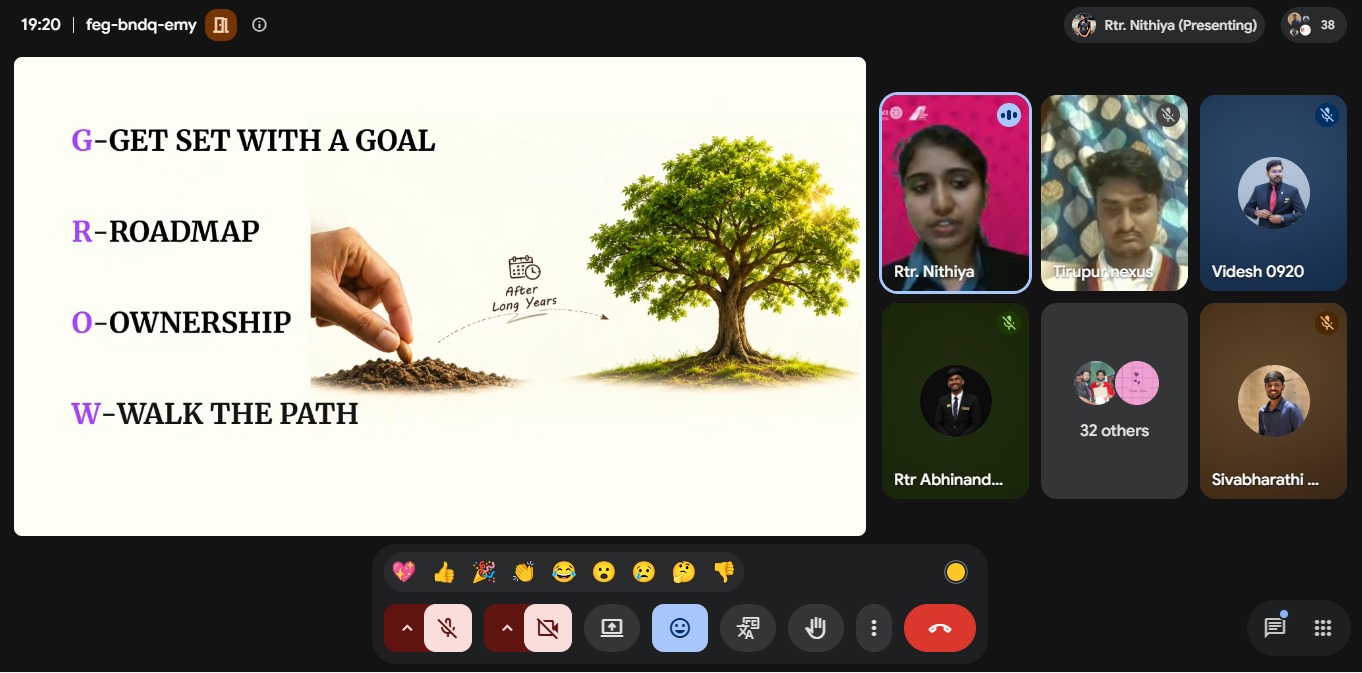 19:20 | feg-bndq-emy
Rtr. Nithiya (Presenting)
38
G-GET SET WITH A GOAL
R-ROADMAP
O-OWNERSHIP
W-WALK THE PATH
After
Long Years
Rtr. Nithiya
Tirupur nexus
Videsh 0920
Rtr Abhinand...
32 others
Sivabharathi ...